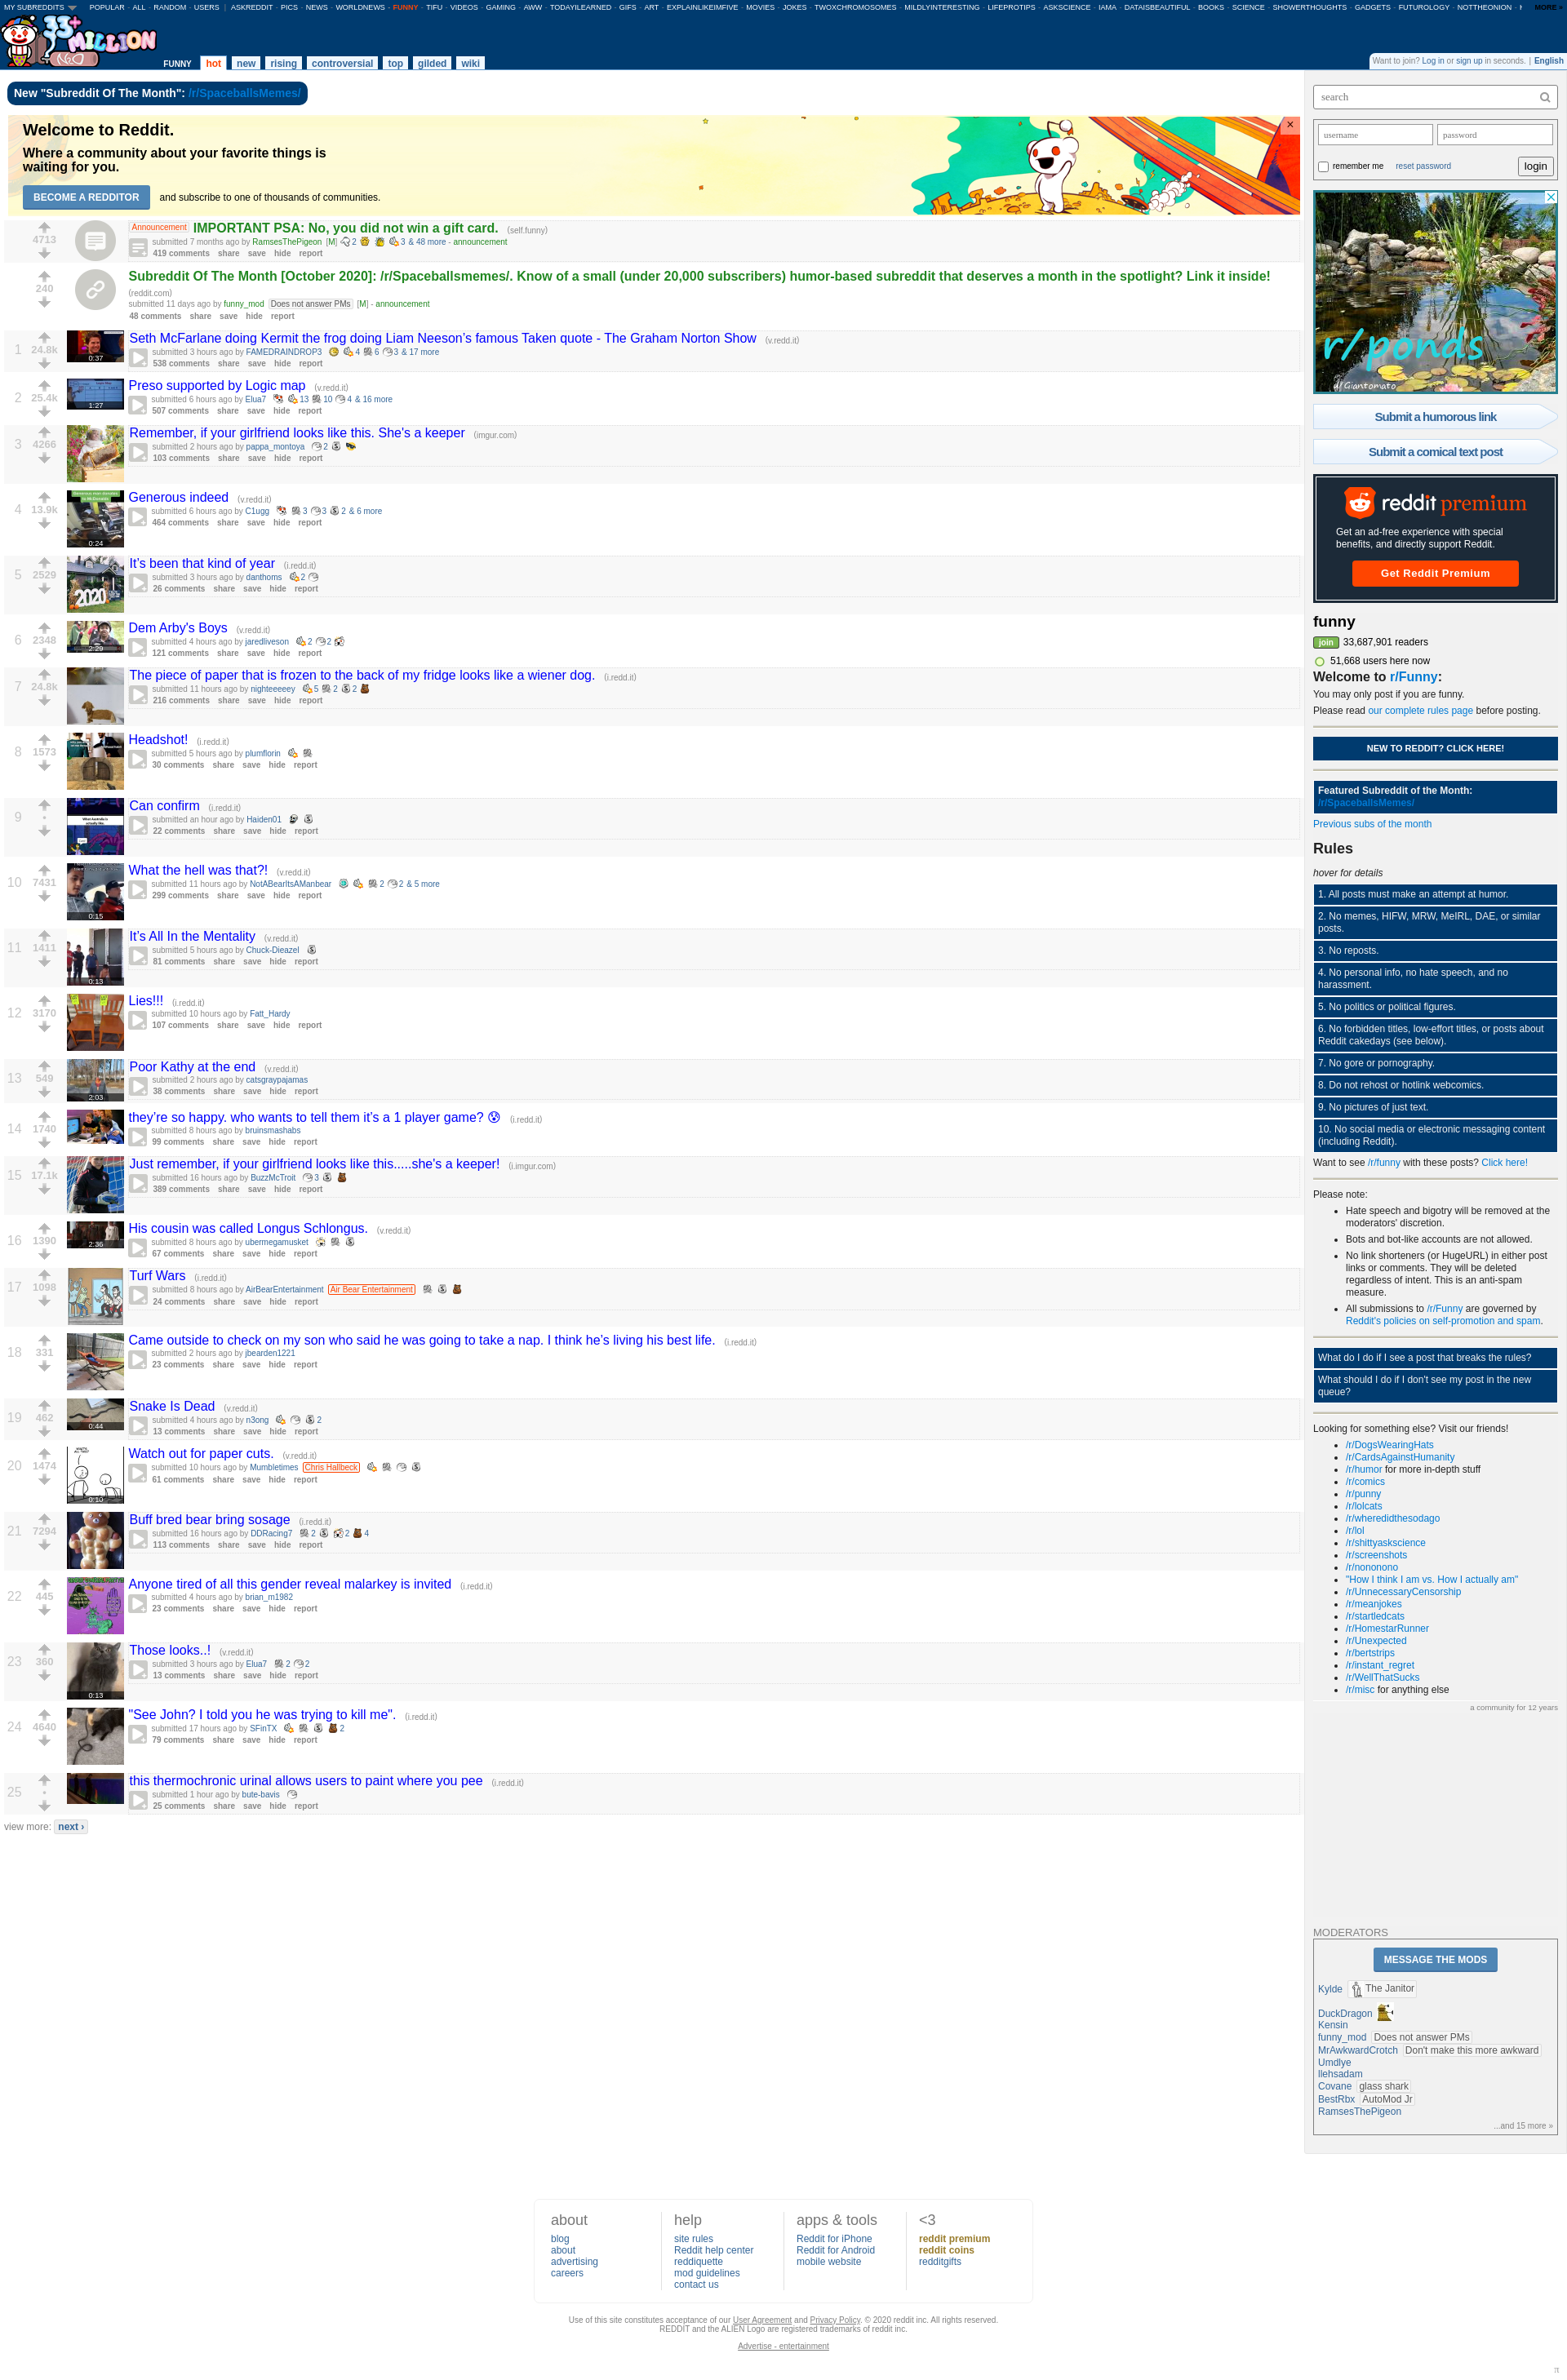 MY SUBREDDITS POPULAR - ALL - RANDOM - USERS | ASKREDDIT - PICS - NEWS - WORLDNEWS - FUNNY - TIFU - VIDEOS - GAMING - AWW - TODAYILEARNED - GIFS - ART - EXPLAINLIKEIMFIVE - MOVIES - JOKES - TWOXCHROMOSOMES - MILDLYINTERESTING - LIFEPROTIPS - ASKSCIENCE - IAMA - DATAISBEAUTIFUL - BOOKS - SCIENCE - SHOWERTHOUGHTS - GADGETS - FUTUROLOGY - NOTTHEONION - MORE »
33+ MILLION
FUNNY hot new rising controversial top gilded wiki
Want to join? Log in or sign up in seconds. | English
New "Subreddit Of The Month": /r/SpaceballsMemes/
Welcome to Reddit.
Where a community about your favorite things is
waiting for you.
BECOME A REDDITOR and subscribe to one of thousands of communities.
×
4713
Announcement IMPORTANT PSA: No, you did not win a gift card. (self.funny)
submitted 7 months ago by RamsesThePigeon [M] 2 3 & 48 more - announcement
419 comments share save hide report
240
Subreddit Of The Month [October 2020]: /r/Spaceballsmemes/. Know of a small (under 20,000 subscribers) humor-based subreddit that deserves a month in the spotlight? Link it inside!
(reddit.com)
submitted 11 days ago by funny_mod Does not answer PMs [M] - announcement
48 comments share save hide report
1 24.8k 0:37
Seth McFarlane doing Kermit the frog doing Liam Neeson's famous Taken quote - The Graham Norton Show (v.redd.it)
submitted 3 hours ago by FAMEDRAINDROP3 4 6 3 & 17 more
538 comments share save hide report
2 25.4k 1:27
Preso supported by Logic map (v.redd.it)
submitted 6 hours ago by Elua7 13 10 4 & 16 more
507 comments share save hide report
3 4266
Remember, if your girlfriend looks like this. She's a keeper (imgur.com)
submitted 2 hours ago by pappa_montoya 2
103 comments share save hide report
4 13.9k 0:24
Generous indeed (v.redd.it)
submitted 6 hours ago by C1ugg 3 3 2 & 6 more
464 comments share save hide report
5 2529 2020
It's been that kind of year (i.redd.it)
submitted 3 hours ago by danthoms 2
26 comments share save hide report
6 2348 2:29
Dem Arby's Boys (v.redd.it)
submitted 4 hours ago by jaredliveson 2 2
121 comments share save hide report
7 24.8k
The piece of paper that is frozen to the back of my fridge looks like a wiener dog. (i.redd.it)
submitted 11 hours ago by nighteeeeey 5 2 2
216 comments share save hide report
8 1573
Headshot! (i.redd.it)
submitted 5 hours ago by plumflorin
30 comments share save hide report
9 •
Can confirm (i.redd.it)
submitted an hour ago by Haiden01
22 comments share save hide report
10 7431 0:15
What the hell was that?! (v.redd.it)
submitted 11 hours ago by NotABearItsAManbear 2 2 & 5 more
299 comments share save hide report
11 1411 0:13
It's All In the Mentality (v.redd.it)
submitted 5 hours ago by Chuck-Dieazel
81 comments share save hide report
12 3170
Lies!!! (i.redd.it)
submitted 10 hours ago by Fatt_Hardy
107 comments share save hide report
13 549 2:03
Poor Kathy at the end (v.redd.it)
submitted 2 hours ago by catsgraypajamas
38 comments share save hide report
14 1740
they're so happy. who wants to tell them it's a 1 player game? 😰 (i.redd.it)
submitted 8 hours ago by bruinsmashabs
99 comments share save hide report
15 17.1k
Just remember, if your girlfriend looks like this.....she's a keeper! (i.imgur.com)
submitted 16 hours ago by BuzzMcTroit 3
389 comments share save hide report
16 1390 2:36
His cousin was called Longus Schlongus. (v.redd.it)
submitted 8 hours ago by ubermegamusket
67 comments share save hide report
17 1098
Turf Wars (i.redd.it)
submitted 8 hours ago by AirBearEntertainment Air Bear Entertainment
24 comments share save hide report
18 331
Came outside to check on my son who said he was going to take a nap. I think he's living his best life. (i.redd.it)
submitted 2 hours ago by jbearden1221
23 comments share save hide report
19 462 0:44
Snake Is Dead (v.redd.it)
submitted 4 hours ago by n3ong 2
13 comments share save hide report
20 1474 0:10
Watch out for paper cuts. (v.redd.it)
submitted 10 hours ago by Mumbletimes Chris Hallbeck
61 comments share save hide report
21 7294
Buff bred bear bring sosage (i.redd.it)
submitted 16 hours ago by DDRacing7 2 2 4
113 comments share save hide report
22 445
Anyone tired of all this gender reveal malarkey is invited (i.redd.it)
submitted 4 hours ago by brian_m1982
23 comments share save hide report
23 360 0:13
Those looks..! (v.redd.it)
submitted 3 hours ago by Elua7 2 2
13 comments share save hide report
24 4640
"See John? I told you he was trying to kill me". (i.redd.it)
submitted 17 hours ago by SFinTX 2
79 comments share save hide report
25 •
this thermochronic urinal allows users to paint where you pee (i.redd.it)
submitted 1 hour ago by bute-bavis
25 comments share save hide report
view more: next ›
search
username password
remember me reset password login
r/ponds
u/Giantomato
Submit a humorous link
Submit a comical text post
reddit premium
Get an ad-free experience with special
benefits, and directly support Reddit.
Get Reddit Premium
funny
join 33,687,901 readers
51,668 users here now
Welcome to r/Funny:
You may only post if you are funny.
Please read our complete rules page before posting.
NEW TO REDDIT? CLICK HERE!
Featured Subreddit of the Month:
/r/SpaceballsMemes/
Previous subs of the month
Rules
hover for details
1. All posts must make an attempt at humor.
2. No memes, HIFW, MRW, MeIRL, DAE, or similar
posts.
3. No reposts.
4. No personal info, no hate speech, and no
harassment.
5. No politics or political figures.
6. No forbidden titles, low-effort titles, or posts about
Reddit cakedays (see below).
7. No gore or pornography.
8. Do not rehost or hotlink webcomics.
9. No pictures of just text.
10. No social media or electronic messaging content
(including Reddit).
Want to see /r/funny with these posts? Click here!
Please note:
Hate speech and bigotry will be removed at the
moderators' discretion.
Bots and bot-like accounts are not allowed.
No link shorteners (or HugeURL) in either post
links or comments. They will be deleted
regardless of intent. This is an anti-spam
measure.
All submissions to /r/Funny are governed by
Reddit's policies on self-promotion and spam.
What do I do if I see a post that breaks the rules?
What should I do if I don't see my post in the new
queue?
Looking for something else? Visit our friends!
/r/DogsWearingHats
/r/CardsAgainstHumanity
/r/humor for more in-depth stuff
/r/comics
/r/punny
/r/lolcats
/r/wheredidthesodago
/r/lol
/r/shittyaskscience
/r/screenshots
/r/nononono
"How I think I am vs. How I actually am"
/r/UnnecessaryCensorship
/r/meanjokes
/r/startledcats
/r/HomestarRunner
/r/Unexpected
/r/bertstrips
/r/instant_regret
/r/WellThatSucks
/r/misc for anything else
a community for 12 years
MODERATORS
MESSAGE THE MODS
Kylde The Janitor
DuckDragon
Kensin
funny_mod Does not answer PMs
MrAwkwardCrotch Don't make this more awkward
Umdlye
llehsadam
Covane glass shark
BestRbx AutoMod Jr
RamsesThePigeon
...and 15 more »
about
blog
about
advertising
careers
help
site rules
Reddit help center
reddiquette
mod guidelines
contact us
apps & tools
Reddit for iPhone
Reddit for Android
mobile website
<3
reddit premium
reddit coins
redditgifts
Use of this site constitutes acceptance of our User Agreement and Privacy Policy. © 2020 reddit inc. All rights reserved.
REDDIT and the ALIEN Logo are registered trademarks of reddit inc.
Advertise - entertainment
π